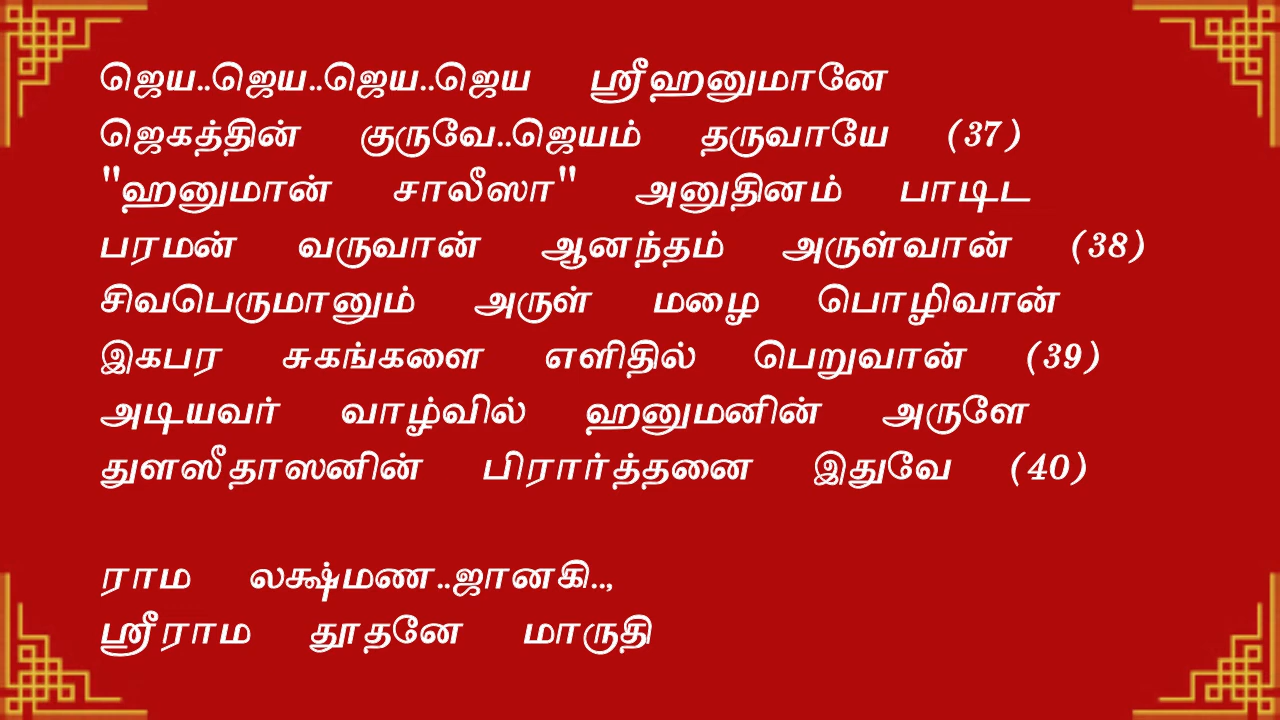 ஜெய..ஜெய..ஜெய..ஜெய ஸ்ரீஹனுமானே
ஜெகத்தின் குருவே..ஜெயம் தருவாயே (37)
"ஹனுமான் சாலீஸா" அனுதினம் பாடிட
பரமன் வருவான் ஆனந்தம் அருள்வான் (38)
சிவபெருமானும் அருள் மழை பொழிவான்
இகபர சுகங்களை எளிதில் பெறுவான் (39)
அடியவர் வாழ்வில் ஹனுமனின் அருளே
துளஸீதாஸனின் பிரார்த்தனை இதுவே (40)
ராம லக்ஷ்மண..ஜானகி..,
ஸ்ரீராம தூதனே மாருதி